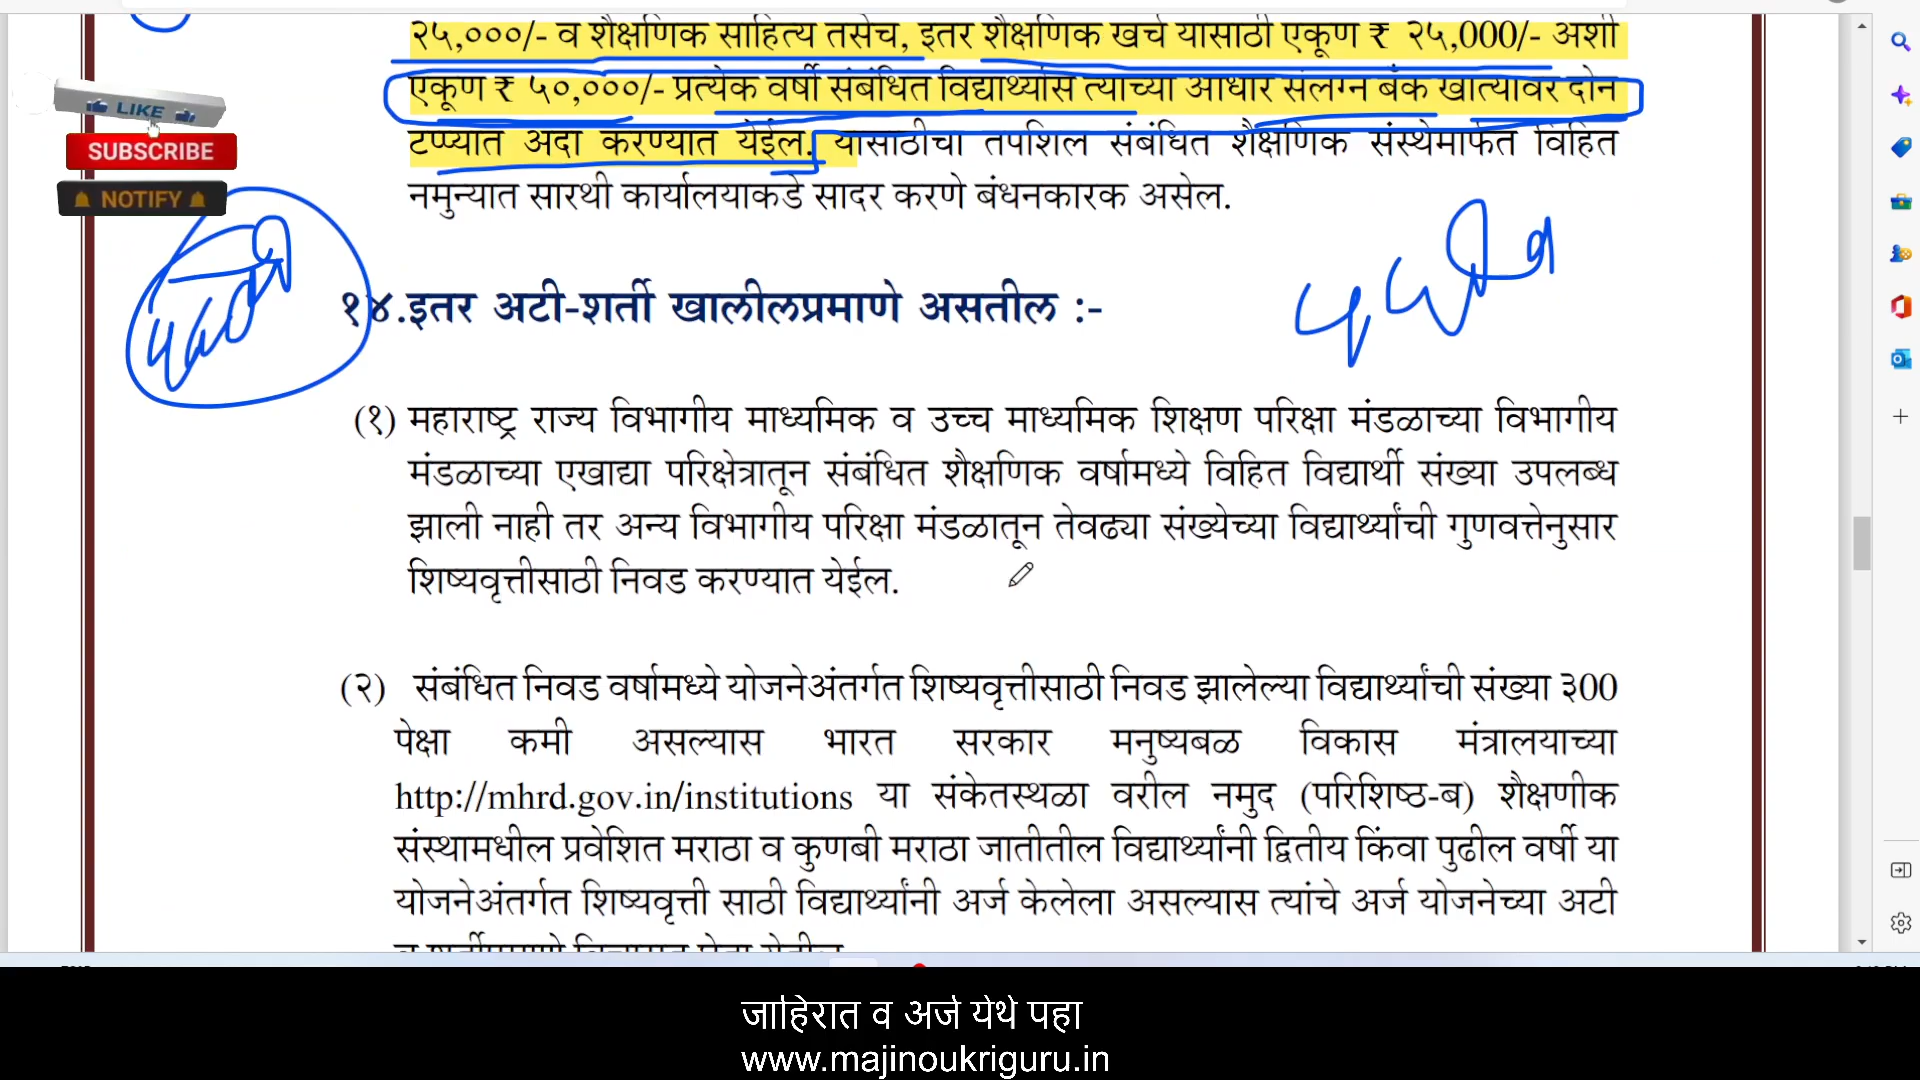 २५,०००/- व शैक्षणिक साहित्य तसेच, इतर शैक्षणिक खर्च यासाठी एकूण ₹ २५,000/- अशी
एकूण ₹ ५०,०००/- प्रत्येक वर्षी संबंधित विद्यार्थ्यास त्याच्या आधार संलग्न बँक खात्यावर दोन
LIKE
SUBSCRIBE
टप्प्यात अदा करण्यात येईल. यासाठीचा तपशिल संबंधित शैक्षणिक संस्थेमार्फत विहित
NOTIFY
नमुन्यात सारथी कार्यालयाकडे सादर करणे बंधनकारक असेल.
१४.इतर अटी-शर्ती खालीलप्रमाणे असतील :-
(१) महाराष्ट्र राज्य विभागीय माध्यमिक व उच्च माध्यमिक शिक्षण परिक्षा मंडळाच्या विभागीय
मंडळाच्या एखाद्या परिक्षेत्रातून संबंधित शैक्षणिक वर्षामध्ये विहित विद्यार्थी संख्या उपलब्ध
झाली नाही तर अन्य विभागीय परिक्षा मंडळातून तेवढ्या संख्येच्या विद्यार्थ्यांची गुणवत्तेनुसार
शिष्यवृत्तीसाठी निवड करण्यात येईल.
(२) संबंधित निवड वर्षामध्ये योजनेअंतर्गत शिष्यवृत्तीसाठी निवड झालेल्या विद्यार्थ्यांची संख्या ३00
पेक्षा कमी असल्यास भारत सरकार मनुष्यबळ विकास मंत्रालयाच्या
http://mhrd.gov.in/institutions या संकेतस्थळा वरील नमुद (परिशिष्ठ-ब) शैक्षणीक
संस्थामधील प्रवेशित मराठा व कुणबी मराठा जातीतील विद्यार्थ्यांनी द्वितीय किंवा पुढील वर्षी या
योजनेअंतर्गत शिष्यवृत्ती साठी विद्यार्थ्यांनी अर्ज केलेला असल्यास त्यांचे अर्ज योजनेच्या अटी
जाहिरात व अर्ज येथे पहा
www.majinoukriguru.in